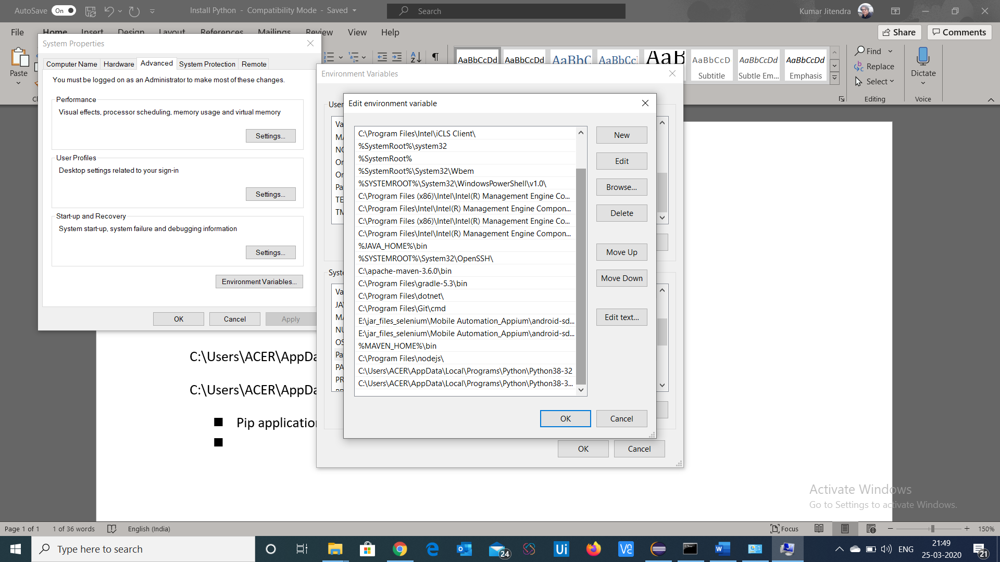 AutoSave On Install Python - Compatibility Mode - Saved Search Kumar Jitendra
File Home Insert Design Layout References Mailings Review View Help Share Comments
Paste
AaBbCcDd AaBbCcDd AaBbC AaBbCc AaB AaBbCcD AaBbCcDd AaBbCcDd
Subtitle Subtle Em... Emphasis
Find
Replace
Select
Editing
Dictate
Voice
System Properties
Computer Name Hardware Advanced System Protection Remote
You must be logged on as an Administrator to make most of these changes.
Performance
Visual effects, processor scheduling, memory usage and virtual memory
Settings...
User Profiles
Desktop settings related to your sign-in
Settings...
Start-up and Recovery
System start-up, system failure and debugging information
Settings...
Environment Variables...
OK Cancel Apply
Environment Variables
User
Va
MA
NO
On
On
Pa
TE
TM
Syste
Va
JA
MA
NU
OS
Pa
PA
PR
OK Cancel
Edit environment variable
C:\Program Files\Intel\iCLS Client\
%SystemRoot%\system32
%SystemRoot%
%SystemRoot%\System32\Wbem
%SYSTEMROOT%\System32\WindowsPowerShell\v1.0\
C:\Program Files (x86)\Intel\Intel(R) Management Engine Co...
C:\Program Files\Intel\Intel(R) Management Engine Compon...
C:\Program Files (x86)\Intel\Intel(R) Management Engine Co...
C:\Program Files\Intel\Intel(R) Management Engine Compon...
%JAVA_HOME%\bin
%SYSTEMROOT%\System32\OpenSSH\
C:\apache-maven-3.6.0\bin
C:\Program Files\gradle-5.3\bin
C:\Program Files\dotnet\
C:\Program Files\Git\cmd
E:\jar_files_selenium\Mobile Automation_Appium\android-sd...
E:\jar_files_selenium\Mobile Automation_Appium\android-sd...
%MAVEN_HOME%\bin
C:\Program Files\nodejs\
C:\Users\ACER\AppData\Local\Programs\Python\Python38-32
C:\Users\ACER\AppData\Local\Programs\Python\Python38-3...
New
Edit
Browse...
Delete
Move Up
Move Down
Edit text...
OK Cancel
C:\Users\ACER\AppDa
C:\Users\ACER\AppDa
Pip application
Activate Windows
Go to Settings to activate Windows.
Page 1 of 1 1 of 36 words English (India) Focus 150%
Type here to search 24 Ui ENG 21:49
25-03-2020 21